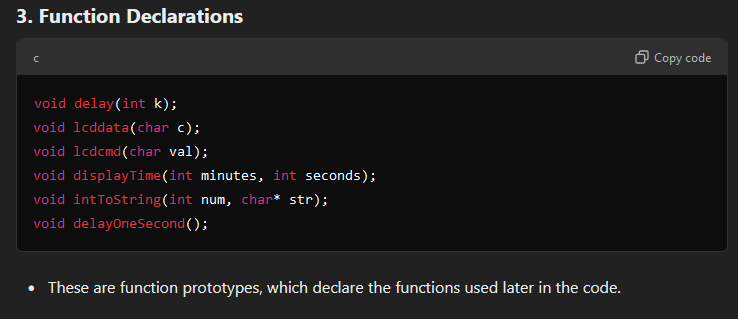 3. Function Declarations
c
Copy code
void delay(int k);
void lcddata(char c);
void lcdcmd(char val);
void displayTime(int minutes, int seconds);
void intToString(int num, char* str);
void delayOneSecond();
• These are function prototypes, which declare the functions used later in the code.